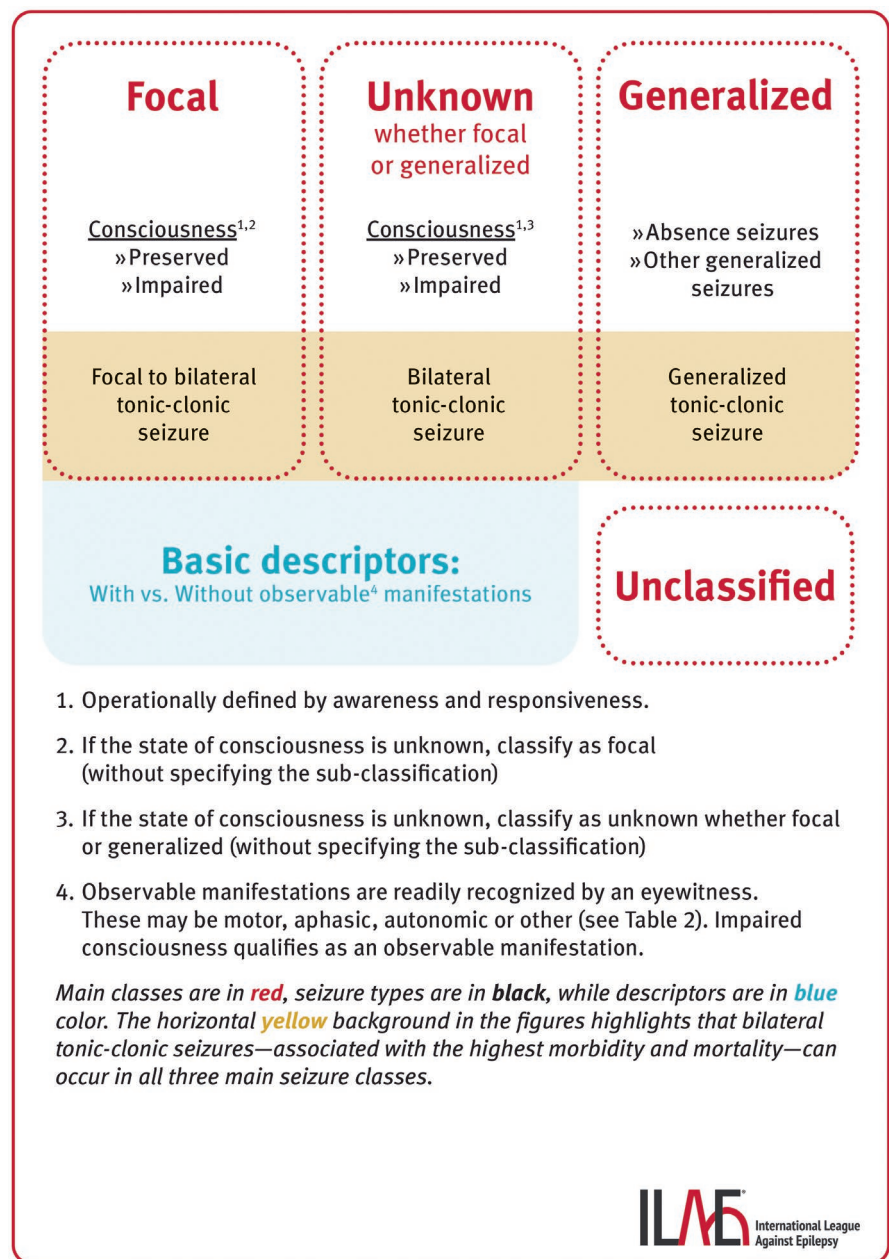 Focal
Consciousness1,2
»Preserved
»Impaired
Focal to bilateral
tonic-clonic
seizure
Unknown
whether focal
or generalized
Consciousness1,3
»Preserved
»Impaired
Bilateral
tonic-clonic
seizure
Generalized
»Absence seizures
»Other generalized
seizures
Generalized
tonic-clonic
seizure
Basic descriptors:
With vs. Without observable4 manifestations
Unclassified
1. Operationally defined by awareness and responsiveness.
2. If the state of consciousness is unknown, classify as focal
(without specifying the sub-classification)
3. If the state of consciousness is unknown, classify as unknown whether focal
or generalized (without specifying the sub-classification)
4. Observable manifestations are readily recognized by an eyewitness.
These may be motor, aphasic, autonomic or other (see Table 2). Impaired
consciousness qualifies as an observable manifestation.
Main classes are in red, seizure types are in black, while descriptors are in blue
color. The horizontal yellow background in the figures highlights that bilateral
tonic-clonic seizures—associated with the highest morbidity and mortality—can
occur in all three main seizure classes.
ILAE
International League
Against Epilepsy